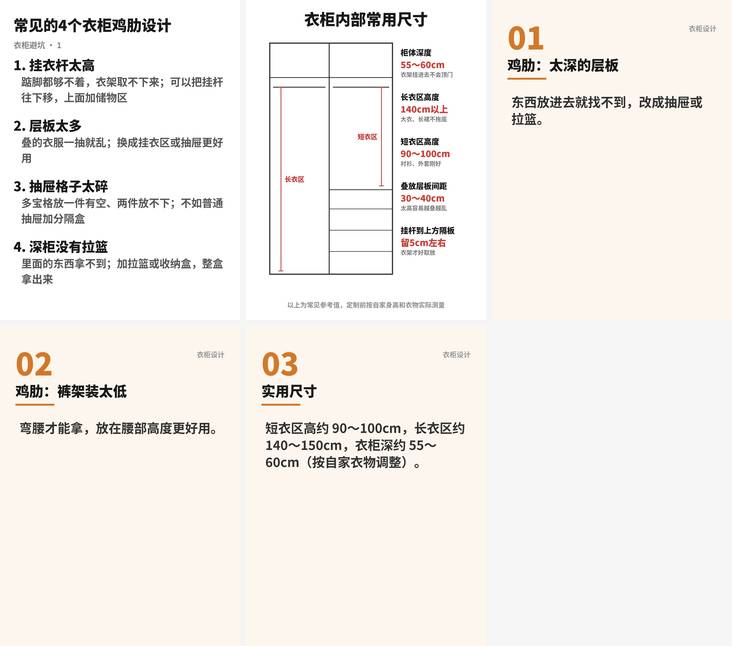 常见的4个衣柜鸡肋设计
衣柜避坑 · 1
1. 挂衣杆太高
踮脚都够不着，衣架取不下来；可以把挂杆
往下移，上面加储物区
2. 层板太多
叠的衣服一抽就乱；换成挂衣区或抽屉更好
用
3. 抽屉格子太碎
多宝格放一件有空、两件放不下；不如普通
抽屉加分隔盒
4. 深柜没有拉篮
里面的东西拿不到；加拉篮或收纳盒，整盒
拿出来
衣柜内部常用尺寸
长衣区
短衣区
柜体深度
55～60cm
衣架挂进去不会顶门
长衣区高度
140cm以上
大衣、长裙不拖底
短衣区高度
90～100cm
衬衫、外套刚好
叠放层板间距
30～40cm
太高容易越叠越乱
挂杆到上方隔板
留5cm左右
衣架才好取放
以上为常见参考值，定制前按自家身高和衣物实际测量
衣柜设计
01
鸡肋：太深的层板
东西放进去就找不到，改成抽屉或
拉篮。
衣柜设计
02
鸡肋：裤架装太低
弯腰才能拿，放在腰部高度更好用。
衣柜设计
03
实用尺寸
短衣区高约 90～100cm，长衣区约
140～150cm，衣柜深约 55～
60cm（按自家衣物调整）。